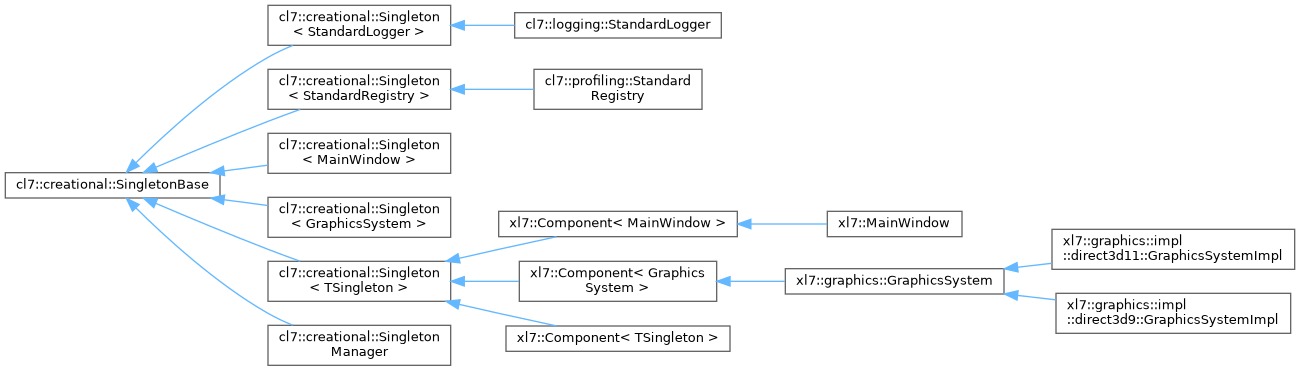 cl7::creational::Singleton
< StandardLogger >
cl7::logging::StandardLogger
cl7::creational::Singleton
< StandardRegistry >
cl7::profiling::Standard
Registry
cl7::creational::Singleton
< MainWindow >
cl7::creational::SingletonBase
cl7::creational::Singleton
< GraphicsSystem >
xl7::Component< MainWindow >
xl7::MainWindow
cl7::creational::Singleton
< TSingleton >
xl7::Component< Graphics
System >
xl7::graphics::GraphicsSystem
xl7::graphics::impl
::direct3d11::GraphicsSystemImpl
xl7::graphics::impl
::direct3d9::GraphicsSystemImpl
xl7::Component< TSingleton >
cl7::creational::Singleton
Manager